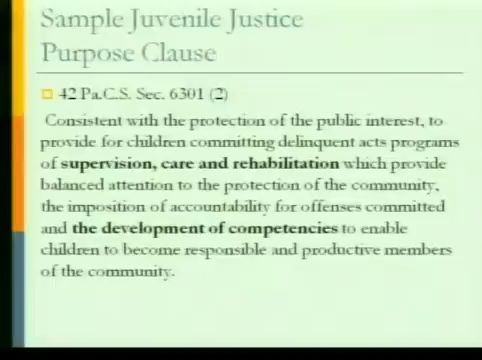 Sample Juvenile Justice
Purpose Clause
42 Pa.C.S. Sec. 6301 (2)
Consistent with the protection of the public interest, to
provide for children committing delinquent acts programs
of supervision, care and rehabilitation which provide
balanced attention to the protection of the community,
the imposition of accountability for offenses committed
and the development of competencies to enable
children to become responsible and productive members
of the community.